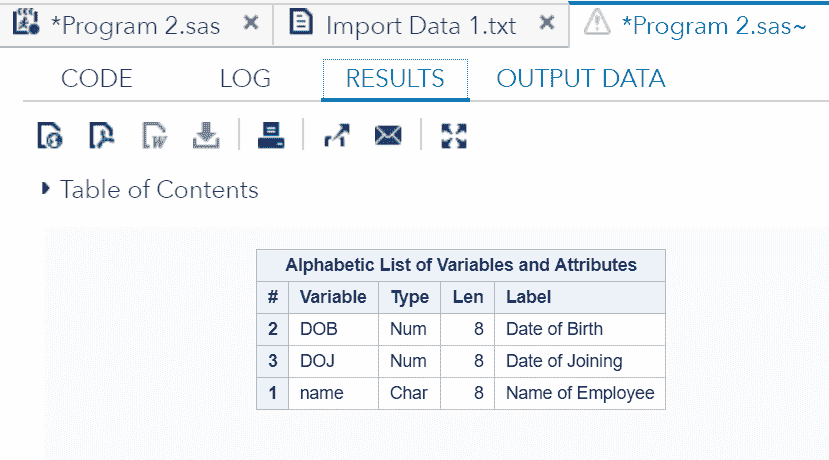 *Program 2.sas × Import Data 1.txt × *Program 2.sas~
CODE LOG RESULTS OUTPUT DATA
Table of Contents
Alphabetic List of Variables and Attributes
# Variable Type Len Label
2 DOB Num 8 Date of Birth
3 DOJ Num 8 Date of Joining
1 name Char 8 Name of Employee